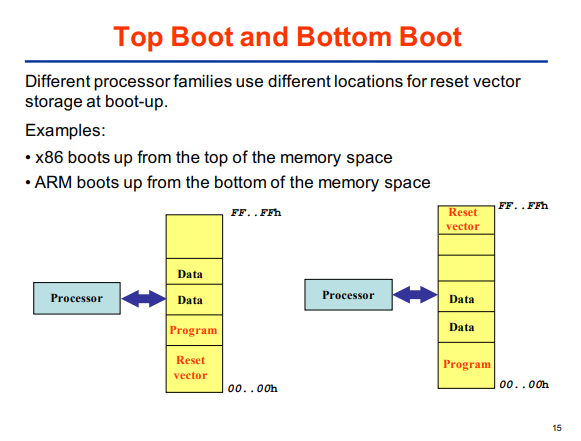 Top Boot and Bottom Boot
Different processor families use different locations for reset vector
storage at boot-up.
Examples:
• x86 boots up from the top of the memory space
• ARM boots up from the bottom of the memory space
FF..FFh
Data
Data
Program
Reset
vector
00..00h
Processor
FF..FFh
Reset
vector
Data
Data
Program
00..00h
Processor
15